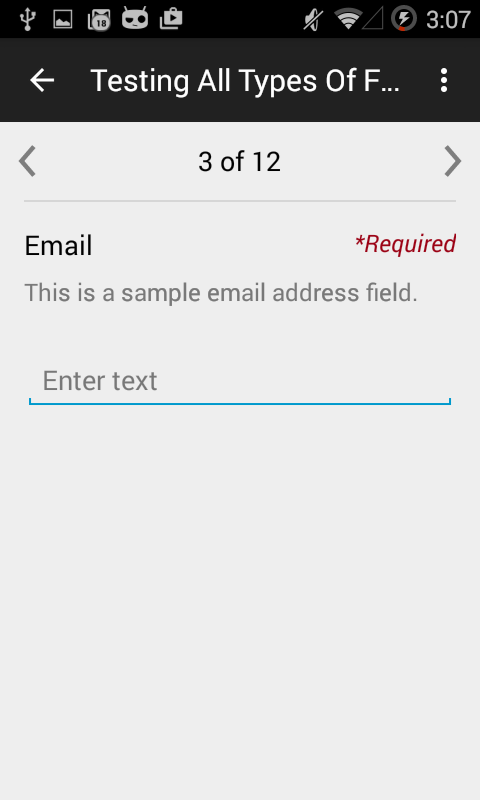 18
3:07
Testing All Types Of F...
3 of 12
Email
*Required
This is a sample email address field.
Enter text